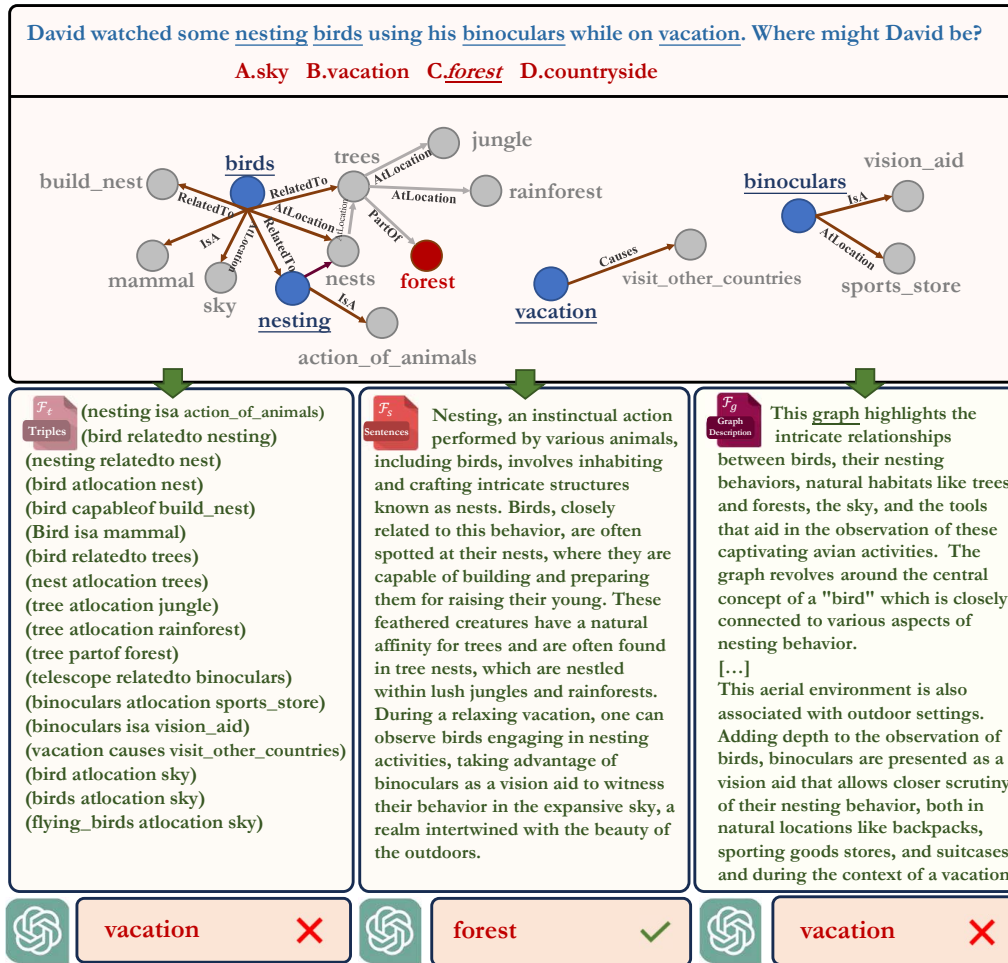 David watched some nesting birds using his binoculars while on vacation. Where might David be?
A.sky B.vacation C.forest D.countryside
jungle
trees
birds
vision_aid
build_nest
RelatedTo
AtLocation
rainforest
AtLocation
binoculars
IsA
RelatedTo
AtLocation
AtLocation
PartOf
AtLocation
IsA
AtLocation
RelatedTo
Causes
mammal
sky
nests
forest
visit_other_countries
sports_store
nesting
IsA
vacation
action_of_animals
Ft
Triples
(nesting isa action_of_animals)
(bird relatedto nesting)
(nesting relatedto nest)
(bird atlocation nest)
(bird capableof build_nest)
(Bird isa mammal)
(bird relatedto trees)
(nest atlocation trees)
(tree atlocation jungle)
(tree atlocation rainforest)
(tree partof forest)
(telescope relatedto binoculars)
(binoculars atlocation sports_store)
(binoculars isa vision_aid)
(vacation causes visit_other_countries)
(bird atlocation sky)
(birds atlocation sky)
(flying_birds atlocation sky)
Fs
Sentences
Nesting, an instinctual action
performed by various animals,
including birds, involves inhabiting
and crafting intricate structures
known as nests. Birds, closely
related to this behavior, are often
spotted at their nests, where they are
capable of building and preparing
them for raising their young. These
feathered creatures have a natural
affinity for trees and are often found
in tree nests, which are nestled
within lush jungles and rainforests.
During a relaxing vacation, one can
observe birds engaging in nesting
activities, taking advantage of
binoculars as a vision aid to witness
their behavior in the expansive sky, a
realm intertwined with the beauty of
the outdoors.
Fg
Graph
Description
This graph highlights the
intricate relationships
between birds, their nesting
behaviors, natural habitats like trees
and forests, the sky, and the tools
that aid in the observation of these
captivating avian activities. The
graph revolves around the central
concept of a "bird" which is closely
connected to various aspects of
nesting behavior.
[…]
This aerial environment is also
associated with outdoor settings.
Adding depth to the observation of
birds, binoculars are presented as a
vision aid that allows closer scrutiny
of their nesting behavior, both in
natural locations like backpacks,
sporting goods stores, and suitcases
and during the context of a vacation
vacation
forest
vacation